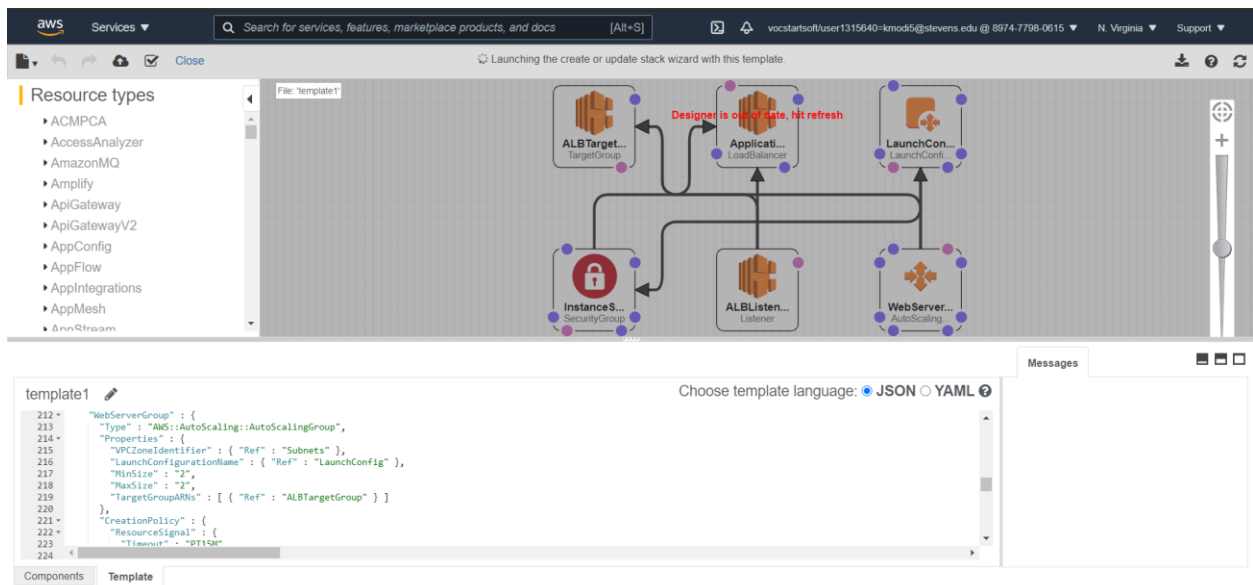 aws Services ▼ Search for services, features, marketplace products, and docs [Alt+S] vocstartsoft/user1315640=kmodi5@stevens.edu @ 8974-7798-0615 ▼ N. Virginia ▼ Support ▼
Close Launching the create or update stack wizard with this template.
Resource types
ACMPCA
AccessAnalyzer
AmazonMQ
Amplify
ApiGateway
ApiGatewayV2
AppConfig
AppFlow
AppIntegrations
AppMesh
AppStream
File: 'template1'
Designer is out of date, hit refresh
ALBTarget...
TargetGroup
Applicati...
LoadBalancer
LaunchCon...
LaunchConfi...
InstanceS...
SecurityGroup
ALBListen...
Listener
WebServer...
AutoScaling...
Messages
template1 Choose template language: JSON YAML
212 "WebServerGroup" : {
213 "Type" : "AWS::AutoScaling::AutoScalingGroup",
214 "Properties" : {
215 "VPCZoneIdentifier" : { "Ref" : "Subnets" },
216 "LaunchConfigurationName" : { "Ref" : "LaunchConfig" },
217 "MinSize" : "2",
218 "MaxSize" : "2",
219 "TargetGroupARNs" : [ { "Ref" : "ALBTargetGroup" } ]
220 },
221 "CreationPolicy" : {
222 "ResourceSignal" : {
223 "Timeout" : "PT15M"
224
Components Template